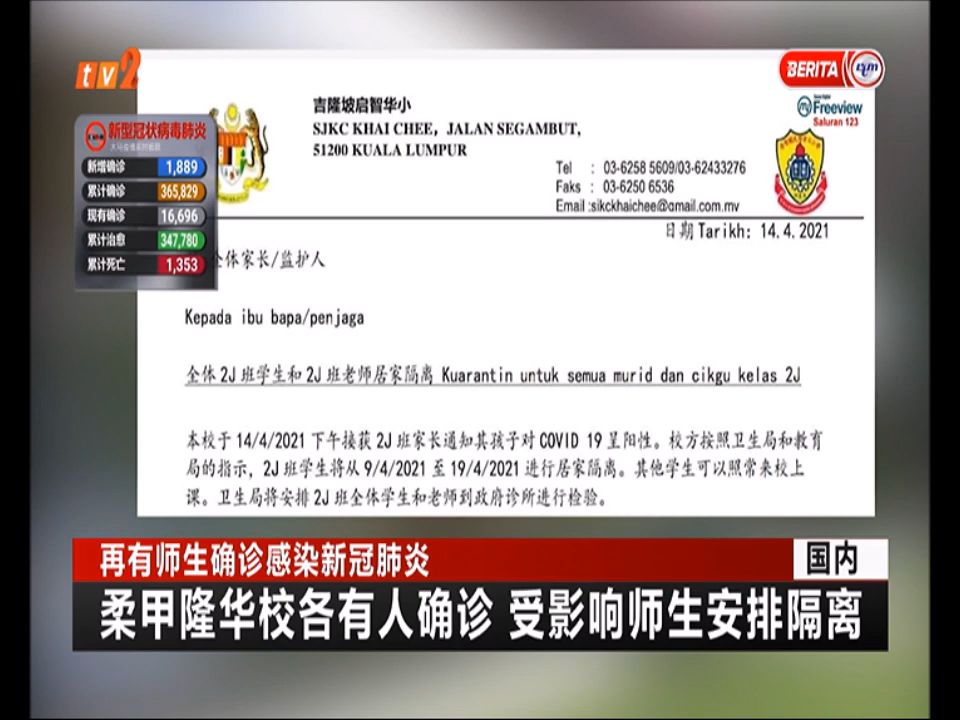 tv2
BERITA rtm
Freeview
Saluran 123
新型冠状病毒肺炎
新增确诊 1,889
累计确诊 365,829
现有确诊 16,696
累计治愈 347,780
累计死亡 1,353
吉隆坡启智华小
SJKC KHAI CHEE, JALAN SEGAMBUT,
51200 KUALA LUMPUR
Tel : 03-6258 5609/03-62433276
Faks : 03-6250 6536
Email :sjkckhaichee@gmail.com.my
日期 Tarikh: 14.4.2021
全体家长/监护人
Kepada ibu bapa/penjaga
全体 2J 班学生和 2J 班老师居家隔离 Kuarantin untuk semua murid dan cikgu kelas 2J
本校于 14/4/2021 下午接获 2J 班家长通知其孩子对 COVID 19 呈阳性。校方按照卫生局和教育
局的指示，2J 班学生将从 9/4/2021 至 19/4/2021 进行居家隔离。其他学生可以照常来校上
课。卫生局将安排 2J 班全体学生和老师到政府诊所进行检验。
再有师生确诊感染新冠肺炎
国内
柔甲隆华校各有人确诊 受影响师生安排隔离